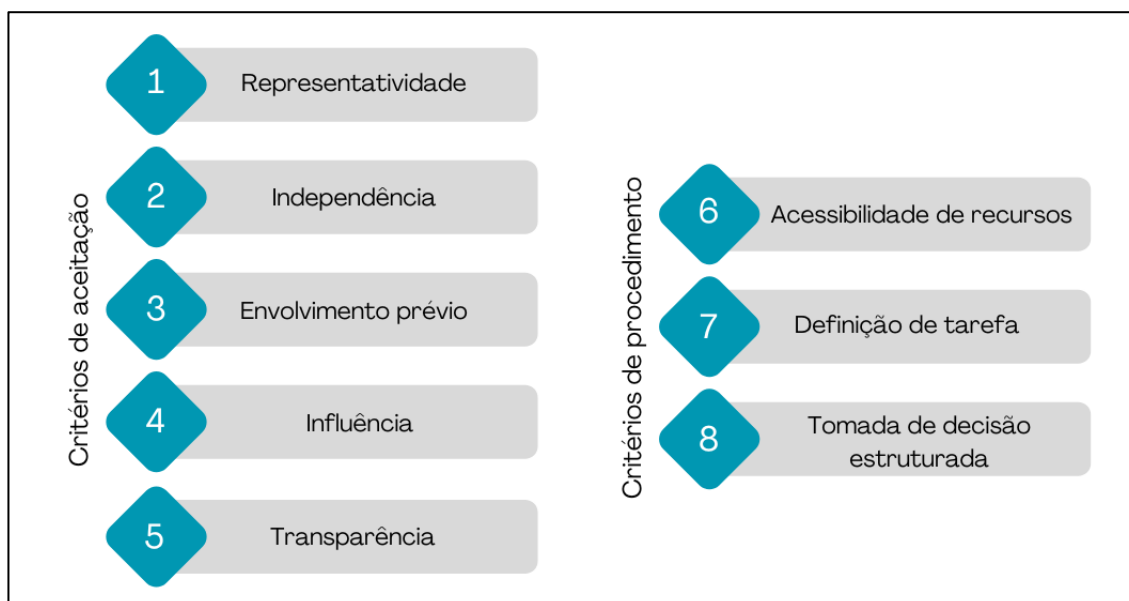 Critérios de aceitação
1
Representatividade
2
Independência
3
Envolvimento prévio
4
Influência
5
Transparência
Critérios de procedimento
6
Acessibilidade de recursos
7
Definição de tarefa
8
Tomada de decisão
estruturada